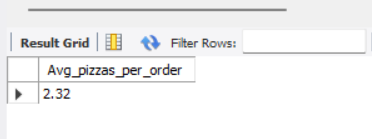 Result Grid Filter Rows:
Avg_pizzas_per_order
2.32